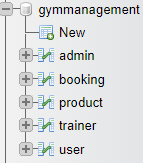 gymmanagement
New
admin
booking
product
trainer
user